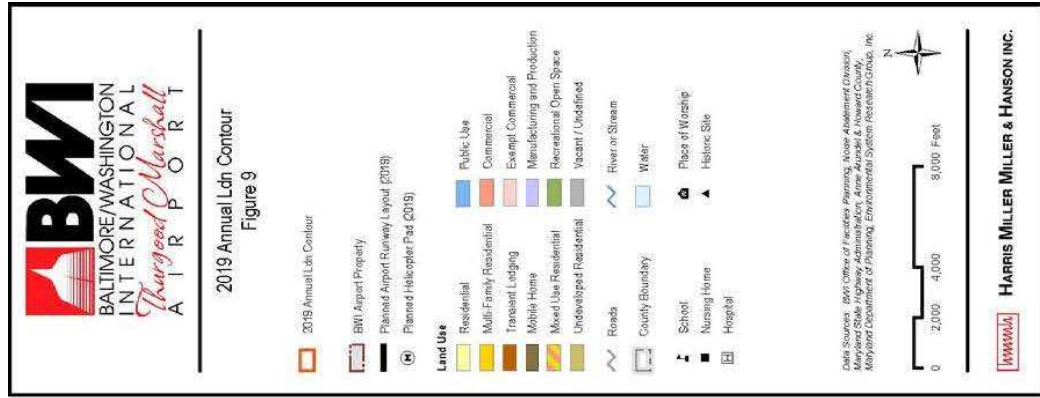 BWI
BALTIMORE/WASHINGTON
INTERNATIONAL
Thurgood Marshall
AIRPORT
2019 Annual Ldn Contour
Figure 9
2019 Annual Ldn Contour
BWI Airport Property
Planned Airport Runway Layout (2019)
H Planned Helicopter Pad (2019)
Land Use
Residential
Multi-Family Residential
Transient Lodging
Mobile Home
Mixed Use Residential
Undeveloped Residential
Public Use
Commercial
Exempt Commercial
Manufacturing and Production
Recreational Open Space
Vacant / Undefined
Roads
River or Stream
County Boundary
Water
School
Place of Worship
Nursing Home
Historic Site
H Hospital
Data Sources: BWI Office of Facilities Planning, Noise Abatement Division,
Maryland State Highway Administration, Anne Arundel & Howard County,
Maryland Department of Planning, Environmental System Research Group, Inc.
N
0 2,000 4,000 8,000 Feet
HARRIS MILLER MILLER & HANSON INC.